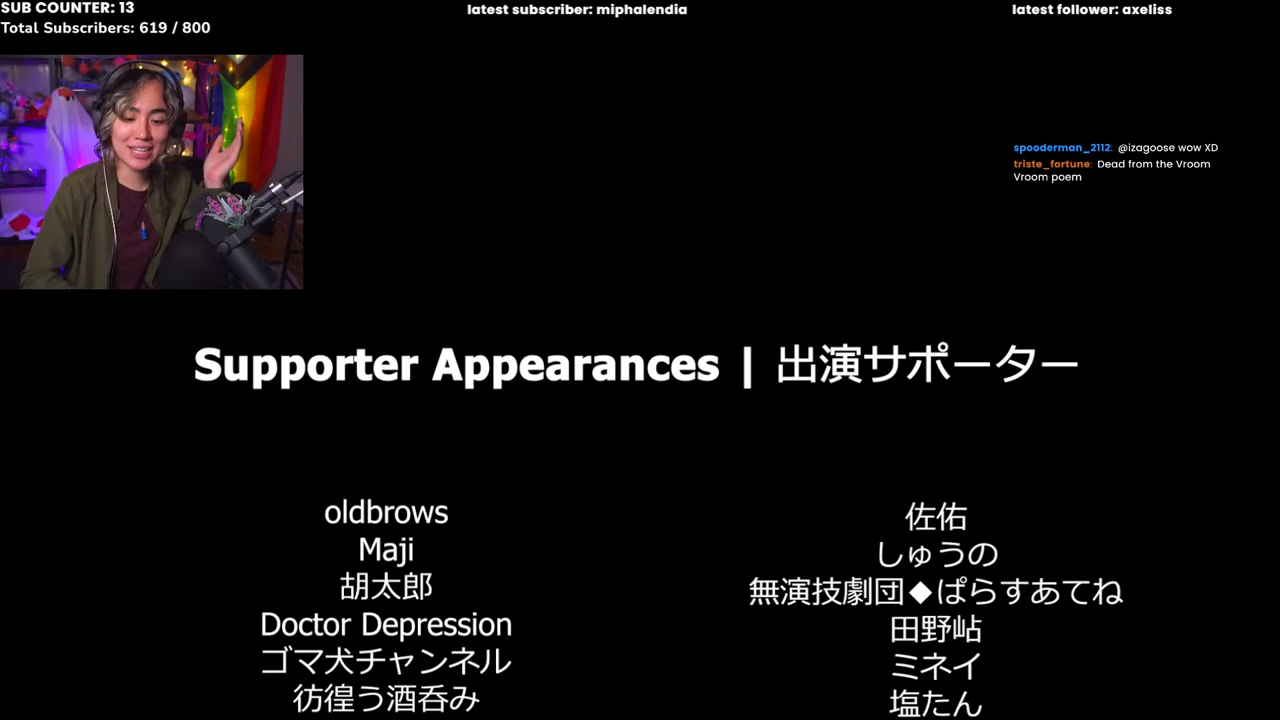 SUB COUNTER: 13
Total Subscribers: 619 / 800
latest subscriber: miphalendia
latest follower: axeliss
spooderman_2112: @izagoose wow XD
triste_fortune: Dead from the Vroom
Vroom poem
Supporter Appearances | 出演サポーター
oldbrows
Maji
胡太郎
Doctor Depression
ゴマ犬チャンネル
彷徨う酒呑み
佐佑
しゅうの
無演技劇団◆ぱらすあてね
田野岾
ミネイ
塩たん